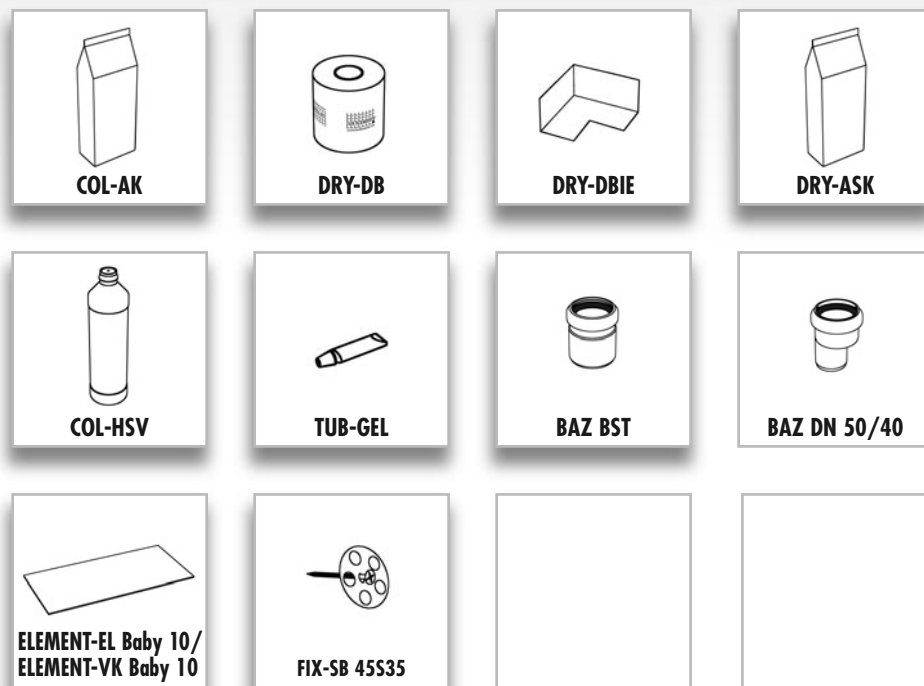 COL-AK
DRY-DB
DRY-DBIE
DRY-ASK
COL-HSV
TUB-GEL
BAZ BST
BAZ DN 50/40
ELEMENT-EL Baby 10/
ELEMENT-VK Baby 10
FIX-SB 45S35